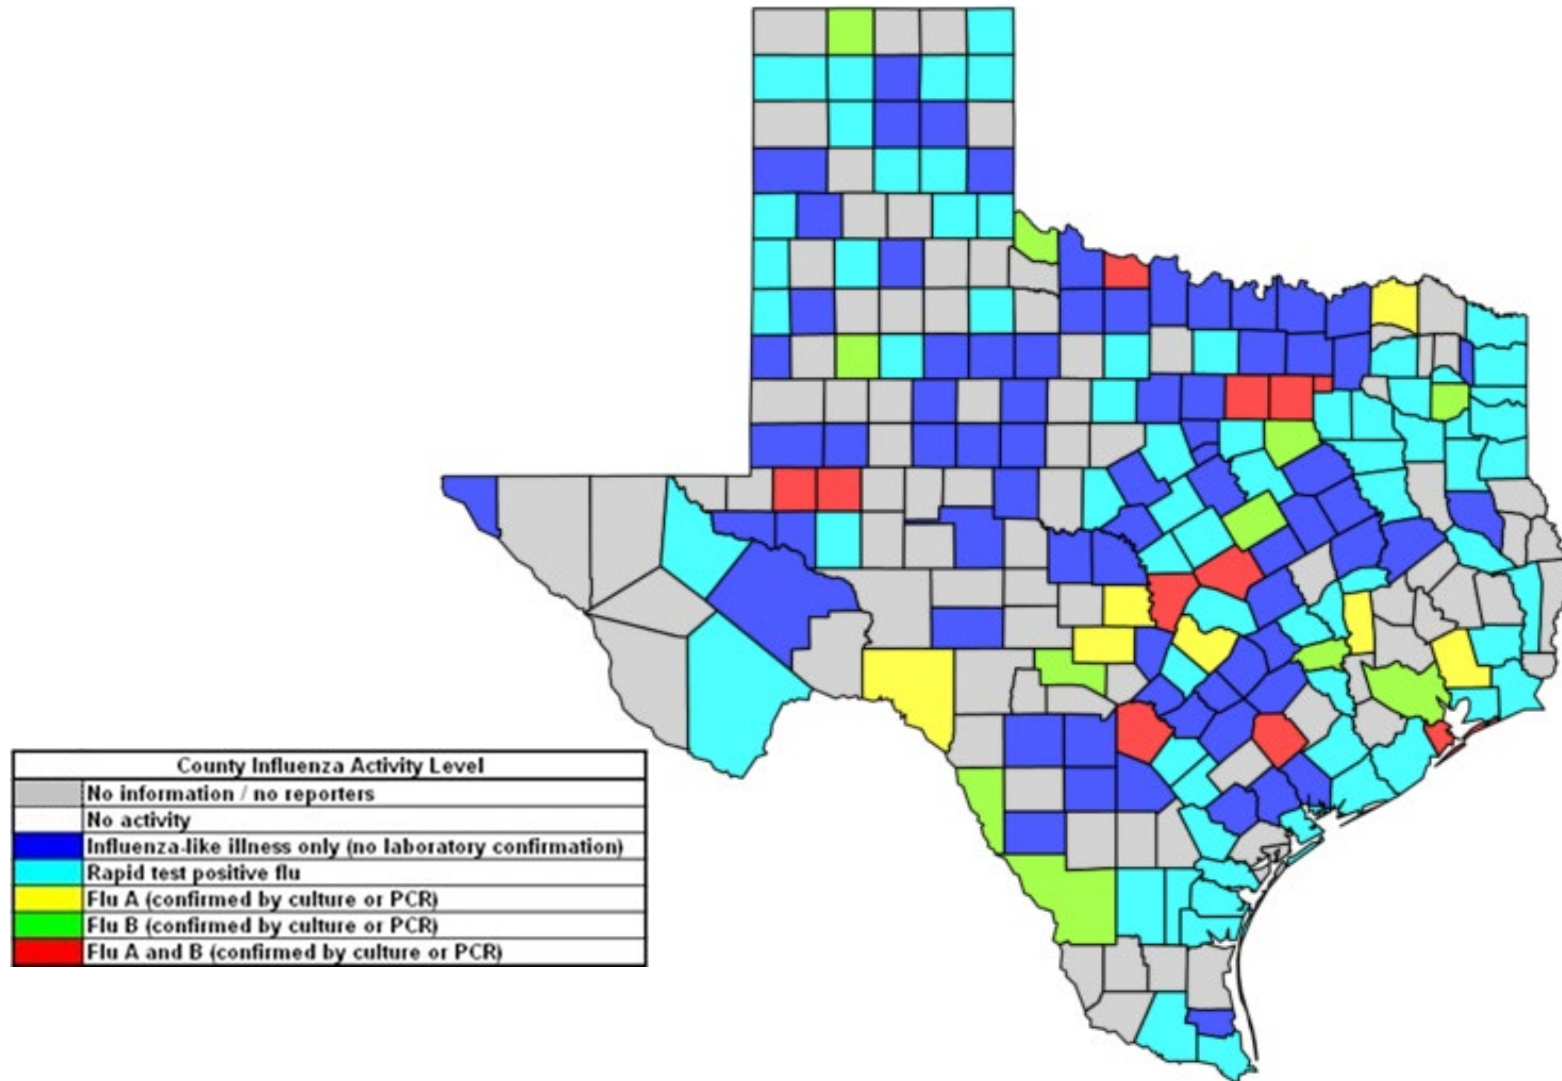 County Influenza Activity Level
No information / no reporters
No activity
Influenza-like illness only (no laboratory confirmation)
Rapid test positive flu
Flu A (confirmed by culture or PCR)
Flu B (confirmed by culture or PCR)
Flu A and B (confirmed by culture or PCR)